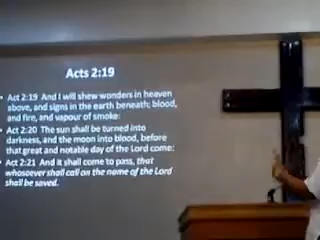 Acts 2:19
• Act 2:19 And I will shew wonders in heaven
above, and signs in the earth beneath; blood,
and fire, and vapour of smoke:
• Act 2:20 The sun shall be turned into
darkness, and the moon into blood, before
that great and notable day of the Lord come:
• Act 2:21 And it shall come to pass, that
whosoever shall call on the name of the Lord
shall be saved.